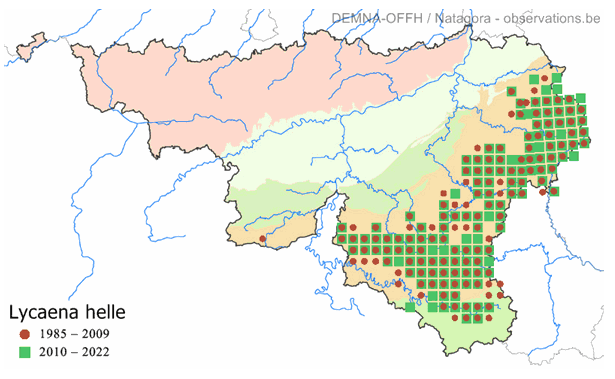 DEMNA-OFFH / Natagora - observations.be
Lycaena helle
1985 – 2009
2010 – 2022